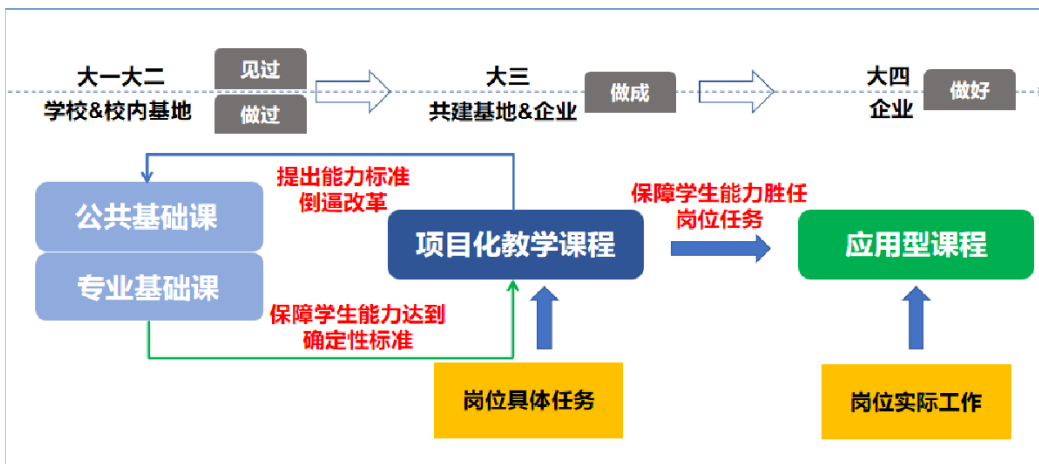 大一大二
学校&校内基地
见过
做过
大三
共建基地&企业
做成
大四
企业
做好
提出能力标准
倒逼改革
保障学生能力胜任
岗位任务
公共基础课
专业基础课
项目化教学课程
应用型课程
保障学生能力达到
确定性标准
岗位具体任务
岗位实际工作